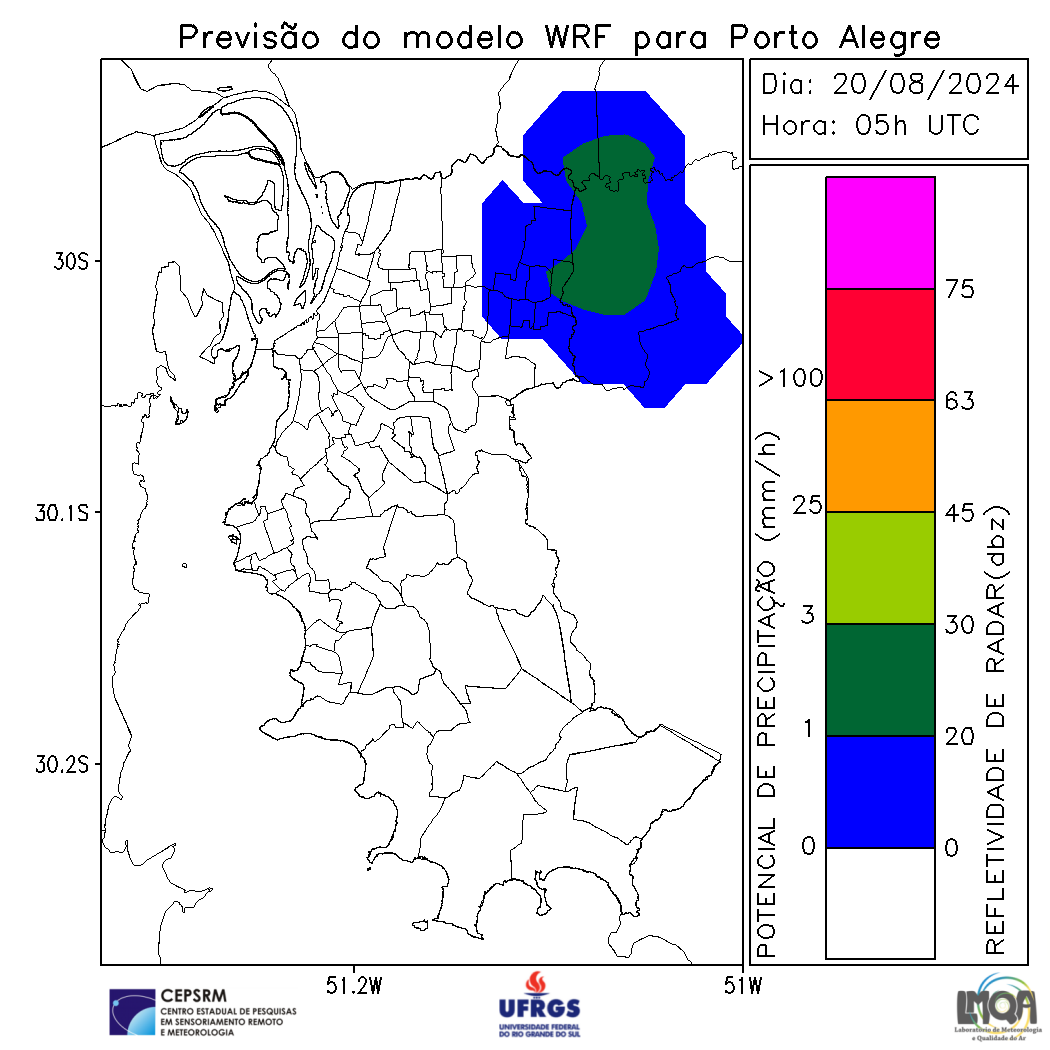 Previsão do modelo WRF para Porto Alegre
Dia: 20/08/2024
Hora: 05h UTC
30S
30.1S
30.2S
51.2W
51W
POTENCIAL DE PRECIPITAÇÃO (mm/h)
>100
25
3
1
0
75
63
45
30
20
0
REFLETIVIDADE DE RADAR(dbz)
CEPSRM
CENTRO ESTADUAL DE PESQUISAS
EM SENSORIAMENTO REMOTO
E METEOROLOGIA
UFRGS
UNIVERSIDADE FEDERAL
DO RIO GRANDE DO SUL
LMQA
Laboratório de Meteorologia
e Qualidade do Ar